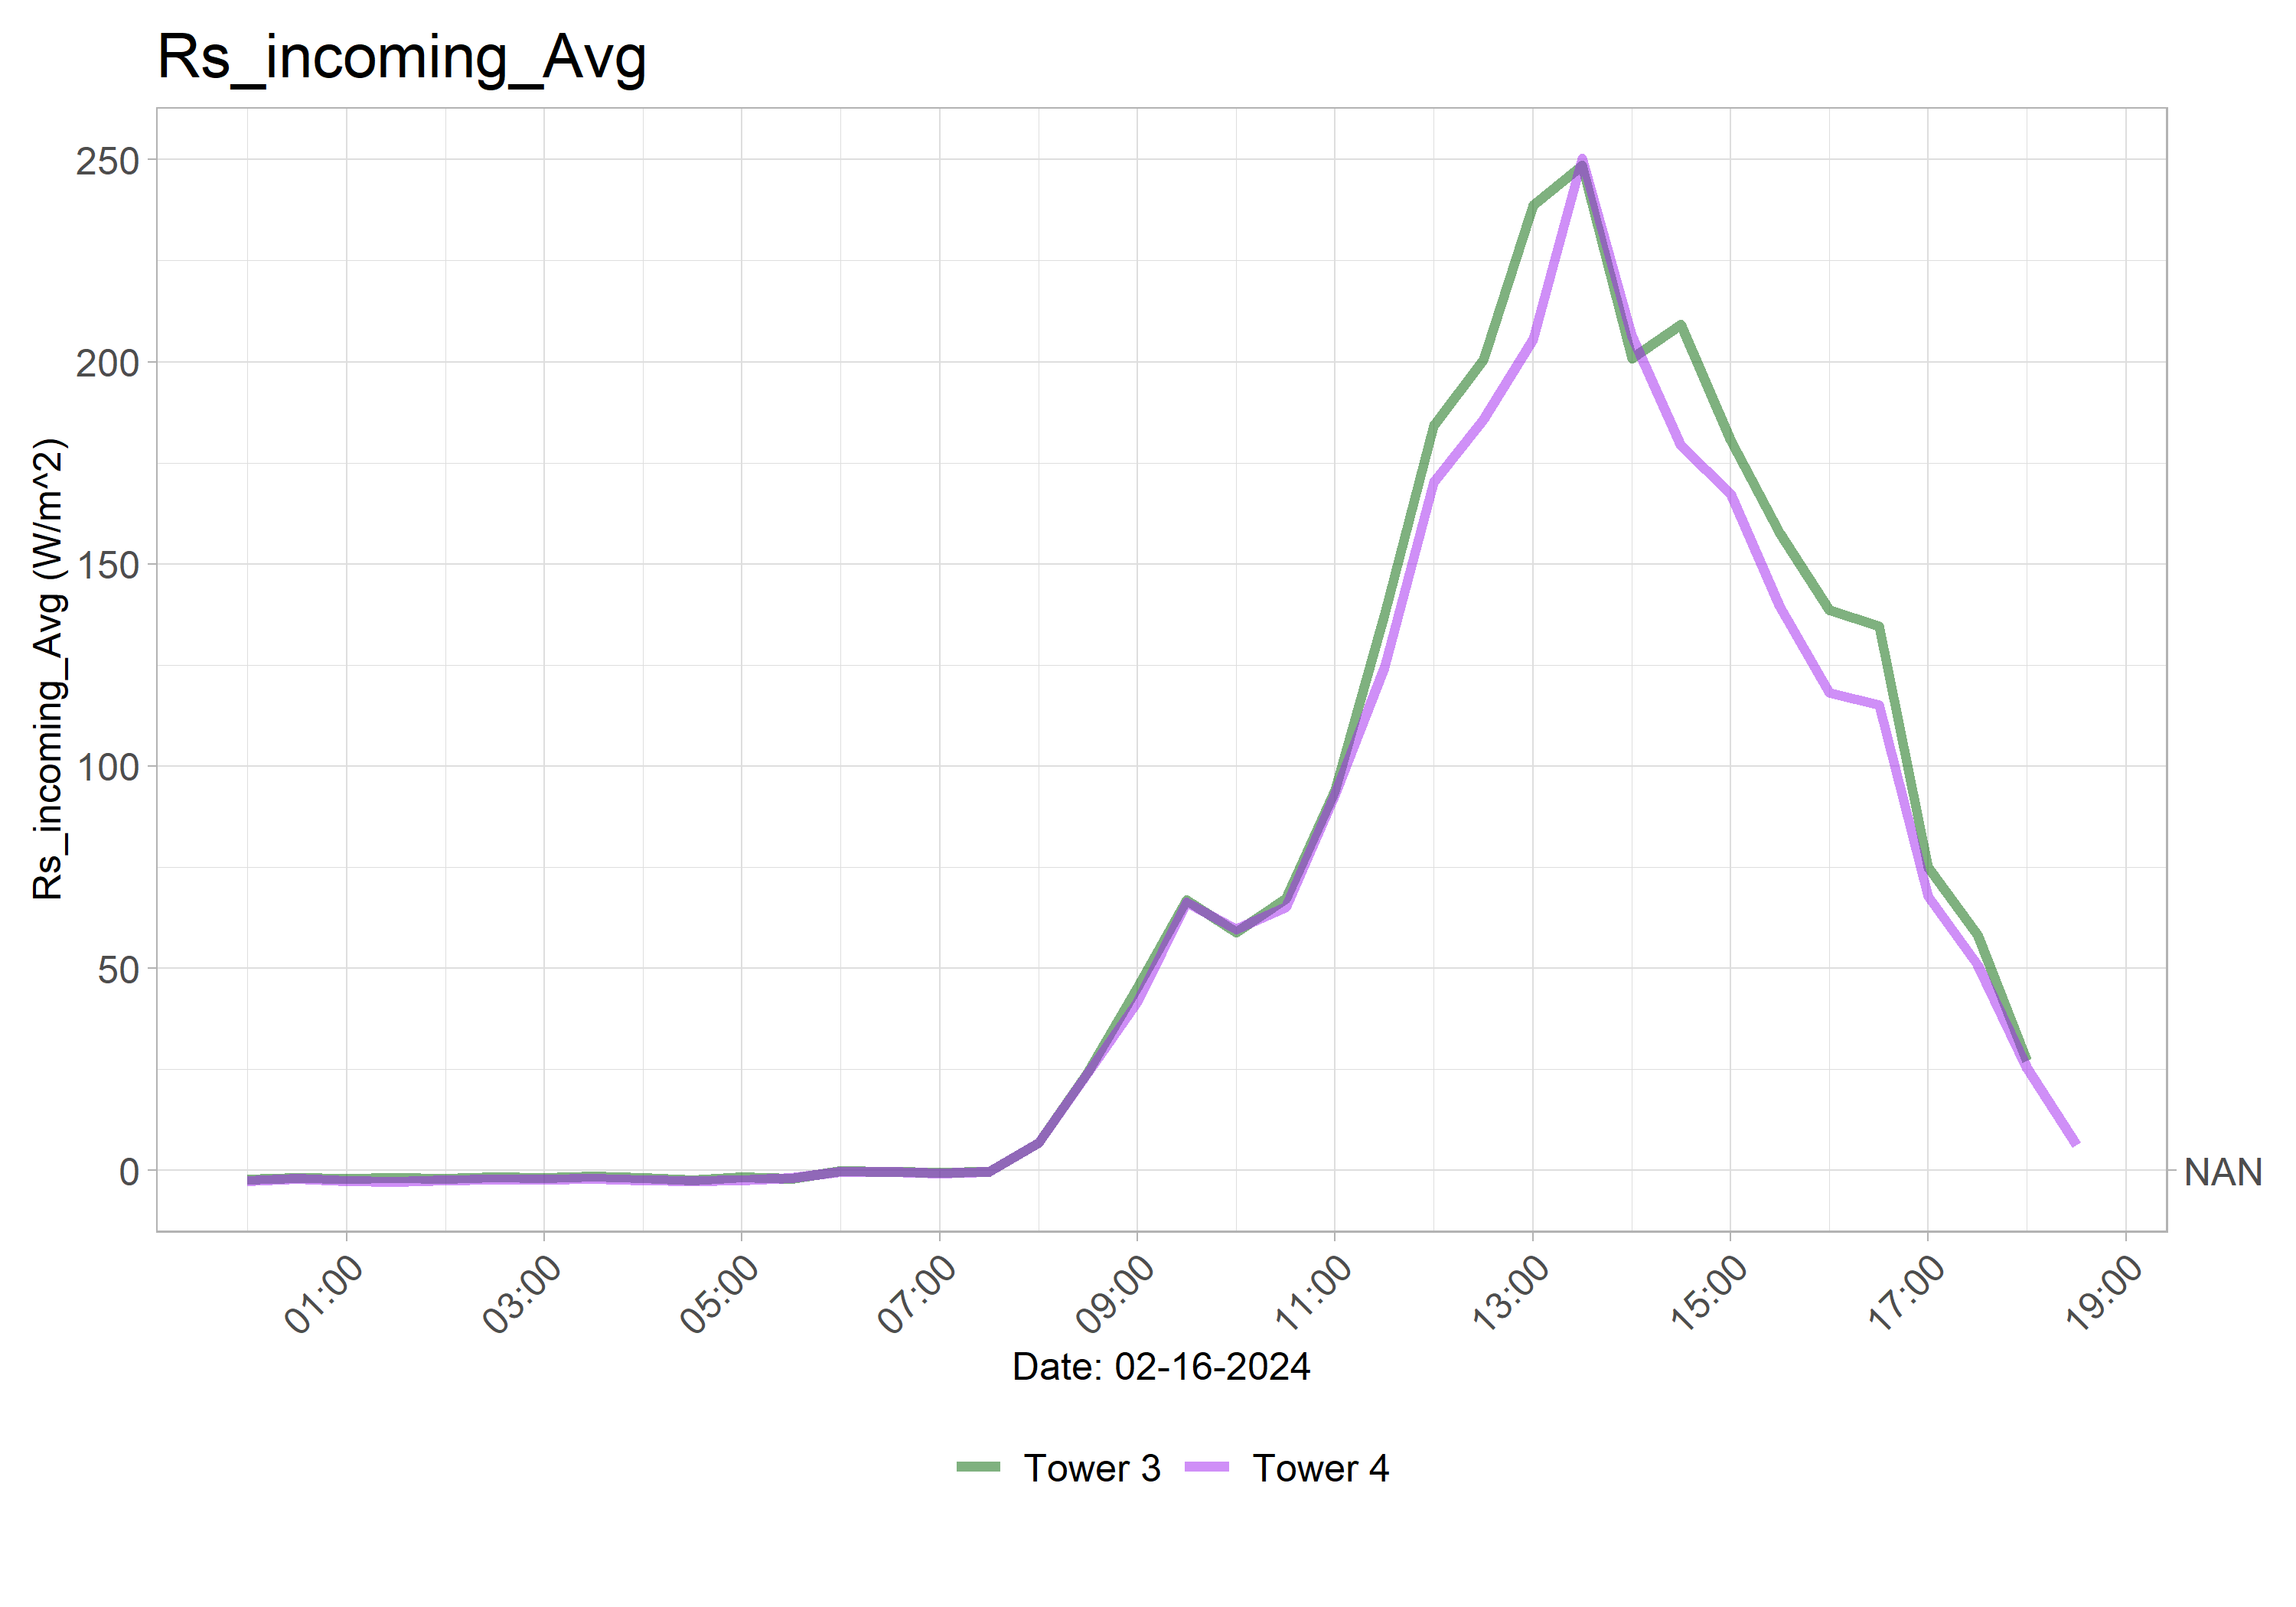 Rs_incoming_Avg
Rs_incoming_Avg (W/m^2)
250
200
150
100
50
0
NAN
01:00 03:00 05:00 07:00 09:00 11:00 13:00 15:00 17:00 19:00
Date: 02-16-2024
Tower 3 Tower 4